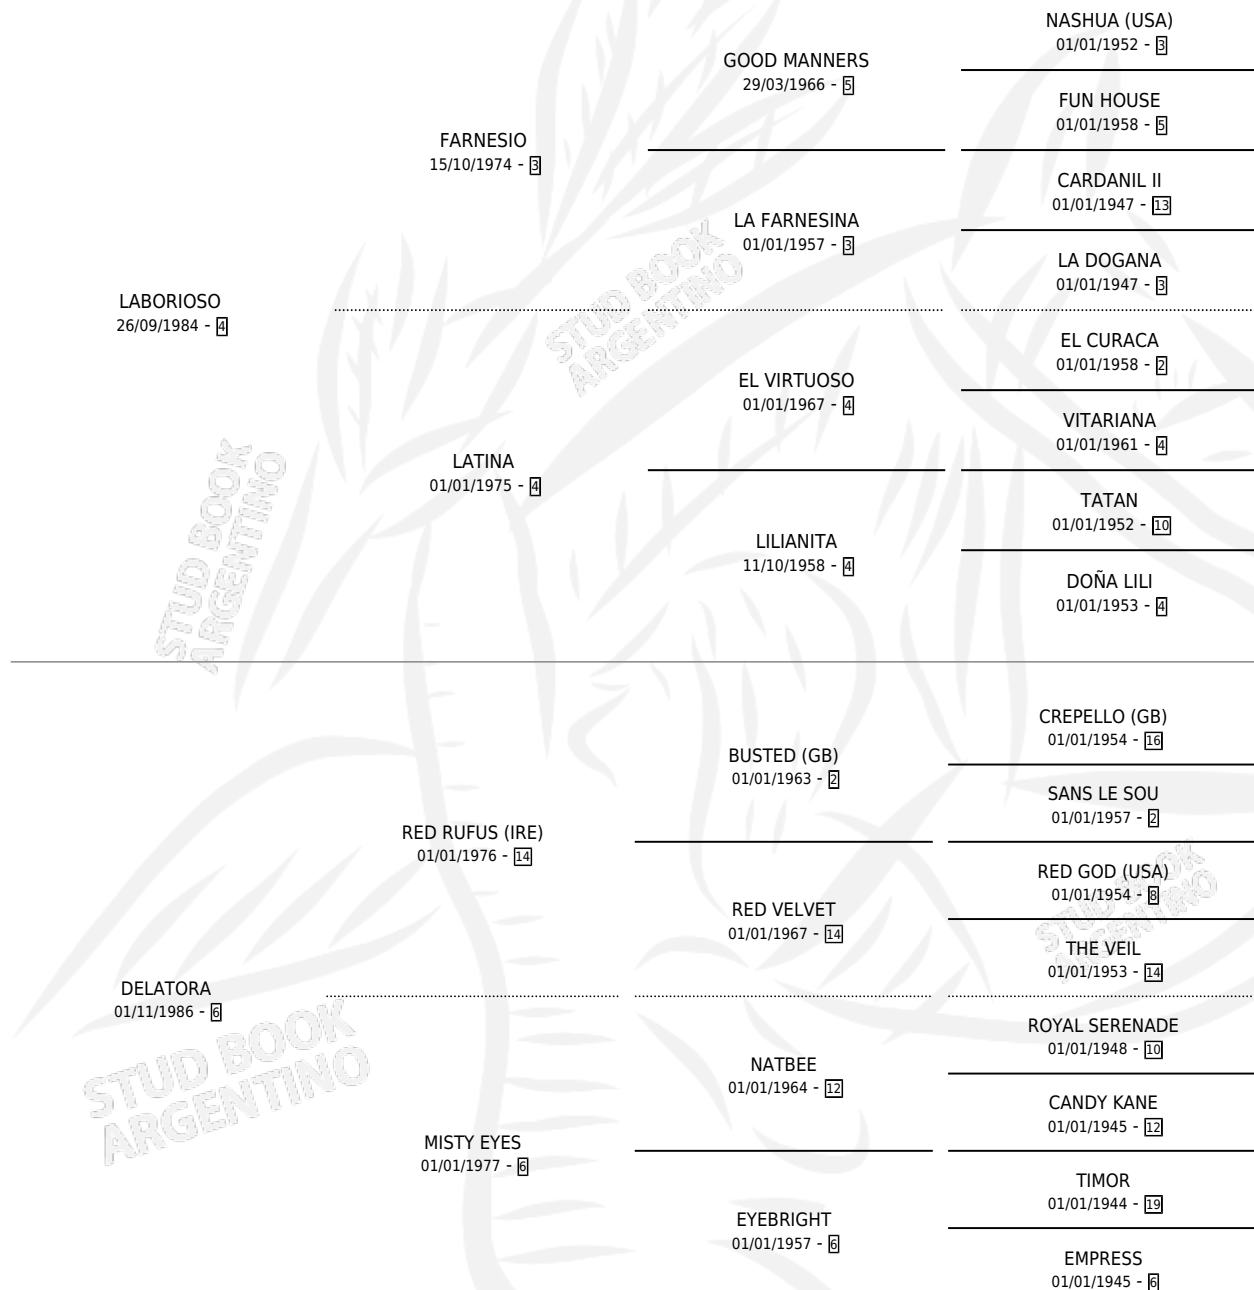 NASHUA (USA)
01/01/1952 - 3
GOOD MANNERS
29/03/1966 - 5
FUN HOUSE
01/01/1958 - 5
FARNESIO
15/10/1974 - 3
CARDANIL II
01/01/1947 - 13
LA FARNESINA
01/01/1957 - 3
LA DOGANA
01/01/1947 - 3
LABORIOSO
26/09/1984 - 4
EL CURACA
01/01/1958 - 2
EL VIRTUOSO
01/01/1967 - 4
VITARIANA
01/01/1961 - 4
LATINA
01/01/1975 - 4
TATAN
01/01/1952 - 10
LILIANITA
11/10/1958 - 4
DOÑA LILI
01/01/1953 - 4
CREPELLO (GB)
01/01/1954 - 16
BUSTED (GB)
01/01/1963 - 2
SANS LE SOU
01/01/1957 - 2
RED RUFUS (IRE)
01/01/1976 - 14
RED GOD (USA)
01/01/1954 - 8
RED VELVET
01/01/1967 - 14
THE VEIL
01/01/1953 - 14
DELATORA
01/11/1986 - 6
ROYAL SERENADE
01/01/1948 - 10
NATBEE
01/01/1964 - 12
CANDY KANE
01/01/1945 - 12
MISTY EYES
01/01/1977 - 6
TIMOR
01/01/1944 - 19
EYEBRIGHT
01/01/1957 - 6
EMPRESS
01/01/1945 - 6
STUD BOOK
ARGENTINO
STUD BOOK
ARGENTINO
STUD BOOK
ARGENTINO
STUD BOOK
ARGENTINO